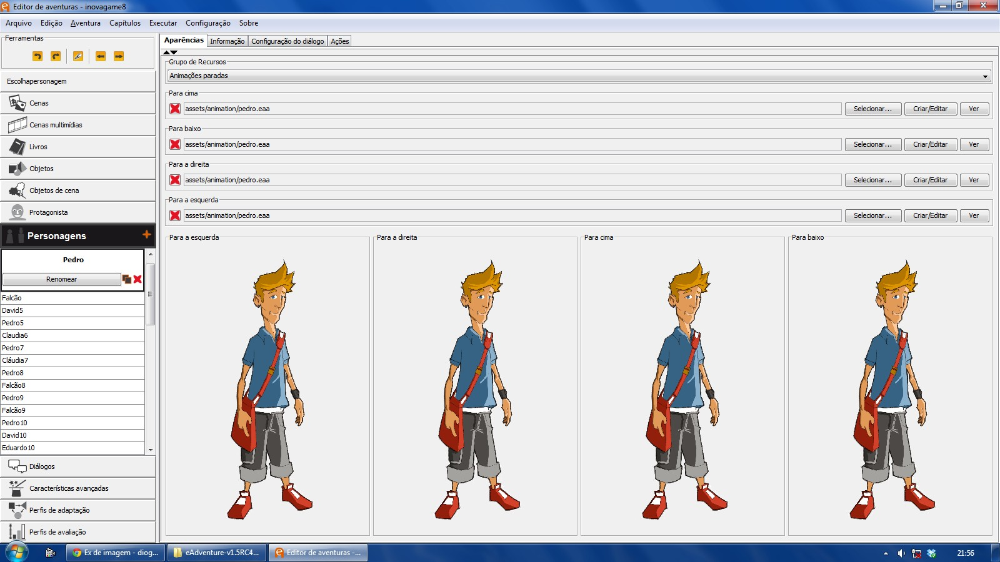 Editor de aventuras - inovagame8
Arquivo Edição Aventura Capítulos Executar Configuração Sobre
Ferramentas
Escolhapersonagem
Cenas
Cenas multimídias
Livros
Objetos
Objetos de cena
Protagonista
Personagens
Pedro
Renomear
Falcão
David5
Pedro5
Claudia6
Pedro7
Cláudia7
Pedro8
Falcão8
Pedro9
Falcão9
Pedro10
David10
Eduardo10
Diálogos
Características avançadas
Perfis de adaptação
Perfis de avaliação
Aparências Informação Configuração do diálogo Ações
Grupo de Recursos
Animações paradas
Para cima
assets/animation/pedro.eaa Selecionar... Criar/Editar Ver
Para baixo
assets/animation/pedro.eaa Selecionar... Criar/Editar Ver
Para a direita
assets/animation/pedro.eaa Selecionar... Criar/Editar Ver
Para a esquerda
assets/animation/pedro.eaa Selecionar... Criar/Editar Ver
Para a esquerda Para a direita Para cima Para baixo
Ex de imagem - diog... eAdventure-v1.5RC4... Editor de aventuras -... 21:56